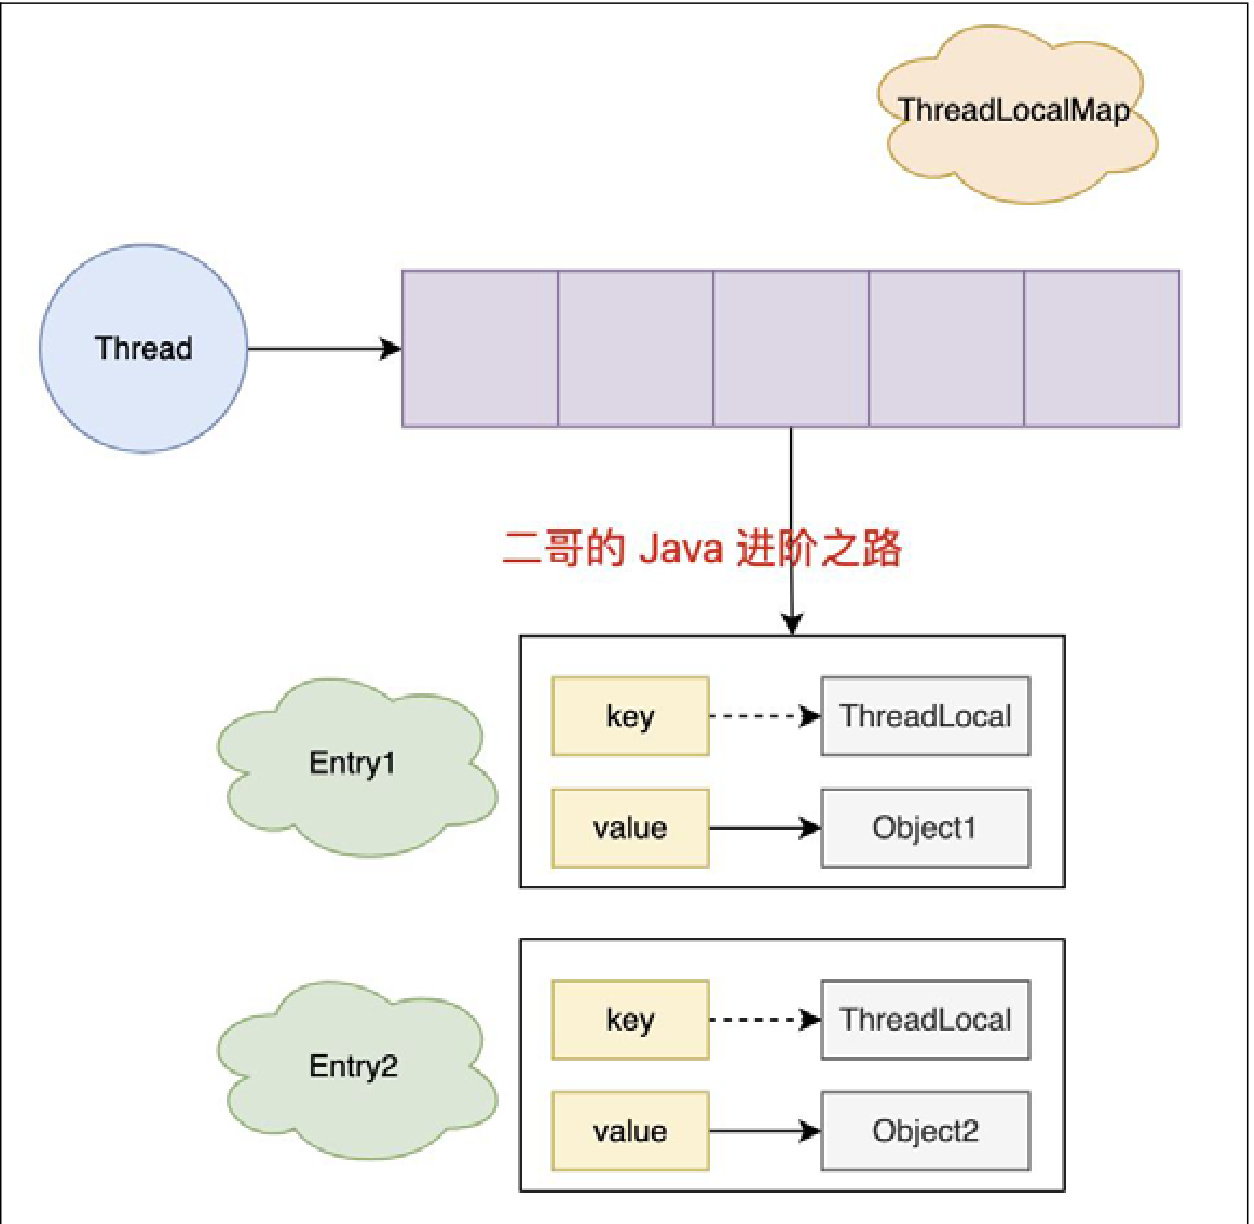 ThreadLocalMap
Thread
二哥的 Java 进阶之路
Entry1
key
ThreadLocal
value
Object1
Entry2
key
ThreadLocal
value
Object2